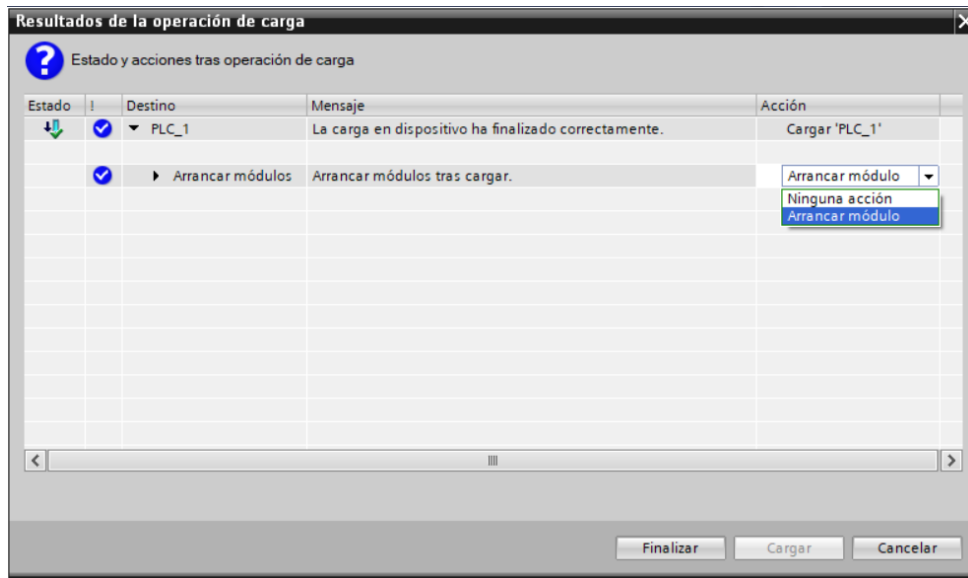 Resultados de la operación de carga
Estado y acciones tras operación de carga
Estado ! Destino Mensaje Acción
PLC_1 La carga en dispositivo ha finalizado correctamente. Cargar 'PLC_1'
Arrancar módulos Arrancar módulos tras cargar. Arrancar módulo
Ninguna acción
Arrancar módulo
Finalizar Cargar Cancelar